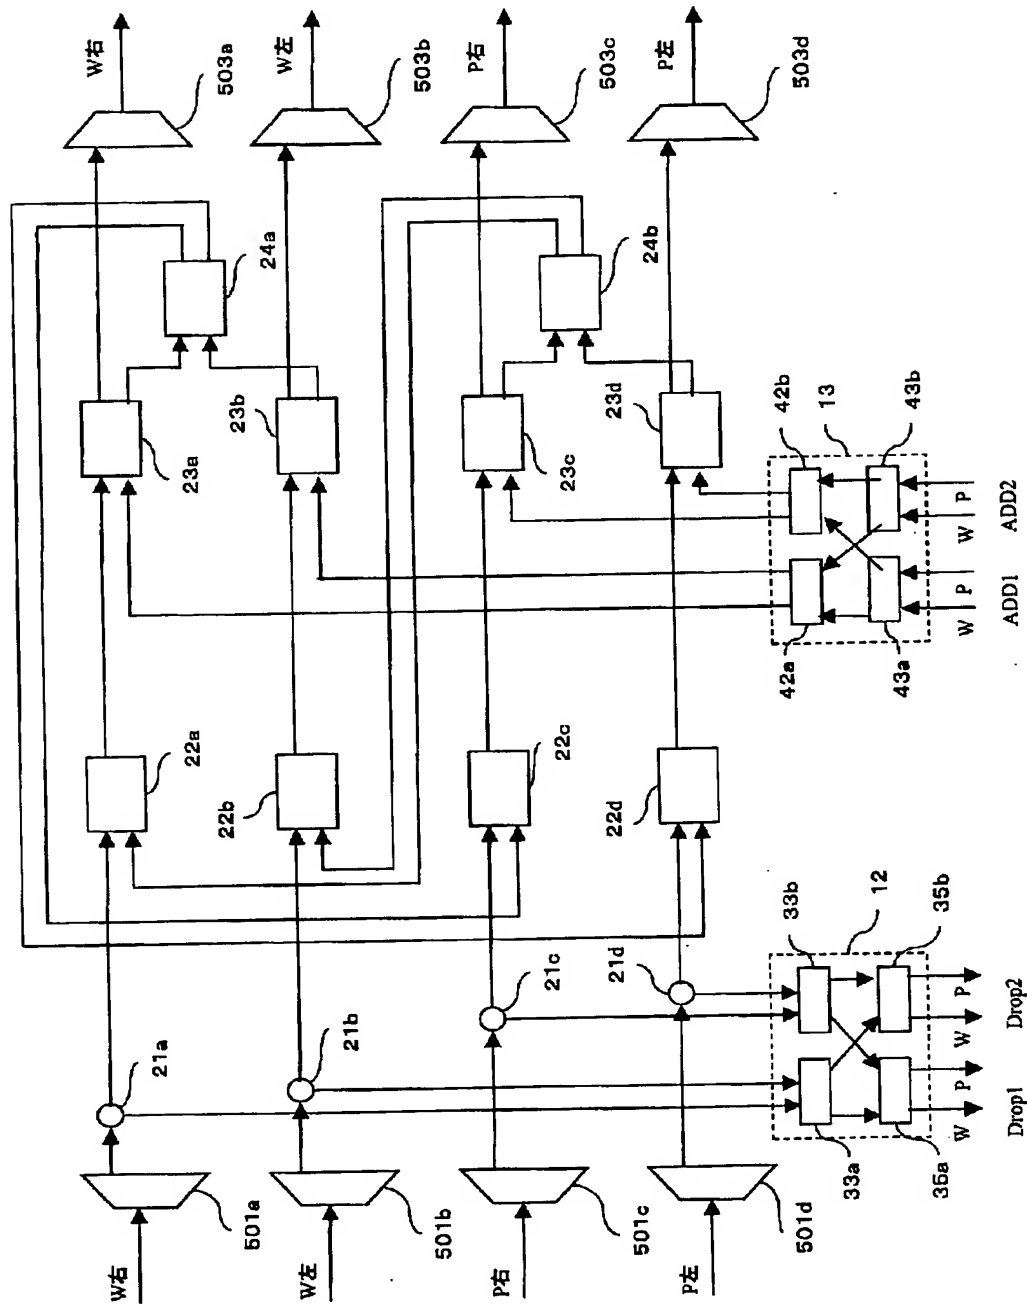 W右
503a
W左
503b
P右
503c
P左
503d
24a
24b
23a
23b
23c
23d
42b
13
43b
W
P
ADD2
W
P
ADD1
42a
43a
22a
22b
22c
22d
33b
12
35b
21a
21b
21c
21d
W
P
Drop2
W
P
Drop1
33a
35a
W右
501a
W左
501b
P右
501c
P左
501d